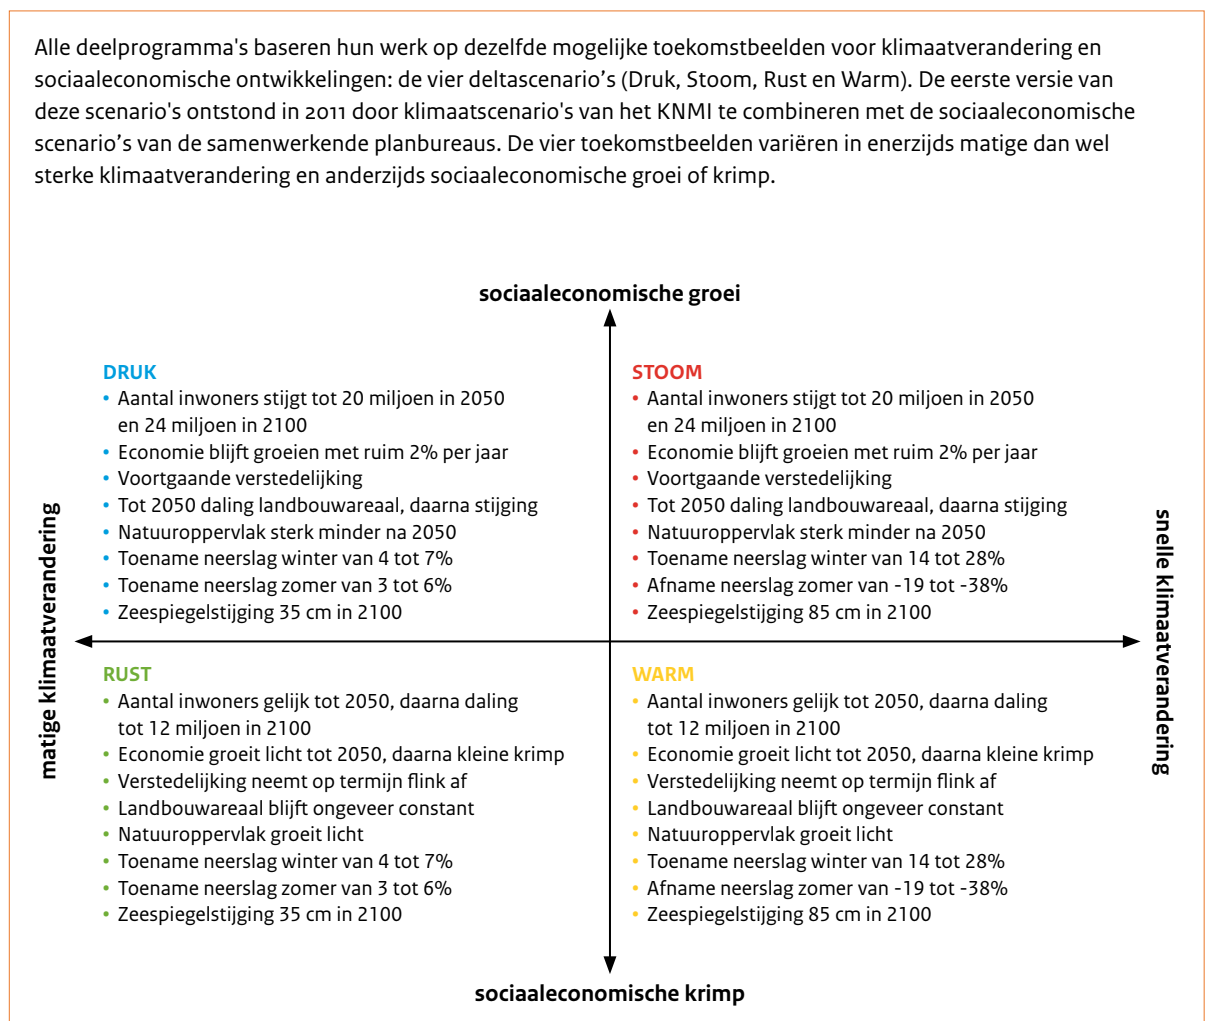 Alle deelprogramma's baseren hun werk op dezelfde mogelijke toekomstbeelden voor klimaatverandering en
sociaaleconomische ontwikkelingen: de vier deltascenario’s (Druk, Stoom, Rust en Warm). De eerste versie van
deze scenario's ontstond in 2011 door klimaatscenario's van het KNMI te combineren met de sociaaleconomische
scenario’s van de samenwerkende planbureaus. De vier toekomstbeelden variëren in enerzijds matige dan wel
sterke klimaatverandering en anderzijds sociaaleconomische groei of krimp.
sociaaleconomische groei
matige klimaatverandering
DRUK
• Aantal inwoners stijgt tot 20 miljoen in 2050
en 24 miljoen in 2100
• Economie blijft groeien met ruim 2% per jaar
• Voortgaande verstedelijking
• Tot 2050 daling landbouwareaal, daarna stijging
• Natuuroppervlak sterk minder na 2050
• Toename neerslag winter van 4 tot 7%
• Toename neerslag zomer van 3 tot 6%
• Zeespiegelstijging 35 cm in 2100
STOOM
• Aantal inwoners stijgt tot 20 miljoen in 2050
en 24 miljoen in 2100
• Economie blijft groeien met ruim 2% per jaar
• Voortgaande verstedelijking
• Tot 2050 daling landbouwareaal, daarna stijging
• Natuuroppervlak sterk minder na 2050
• Toename neerslag winter van 14 tot 28%
• Afname neerslag zomer van -19 tot -38%
• Zeespiegelstijging 85 cm in 2100
snelle klimaatverandering
RUST
• Aantal inwoners gelijk tot 2050, daarna daling
tot 12 miljoen in 2100
• Economie groeit licht tot 2050, daarna kleine krimp
• Verstedelijking neemt op termijn flink af
• Landbouwareaal blijft ongeveer constant
• Natuuroppervlak groeit licht
• Toename neerslag winter van 4 tot 7%
• Toename neerslag zomer van 3 tot 6%
• Zeespiegelstijging 35 cm in 2100
WARM
• Aantal inwoners gelijk tot 2050, daarna daling
tot 12 miljoen in 2100
• Economie groeit licht tot 2050, daarna kleine krimp
• Verstedelijking neemt op termijn flink af
• Landbouwareaal blijft ongeveer constant
• Natuuroppervlak groeit licht
• Toename neerslag winter van 14 tot 28%
• Afname neerslag zomer van -19 tot -38%
• Zeespiegelstijging 85 cm in 2100
sociaaleconomische krimp